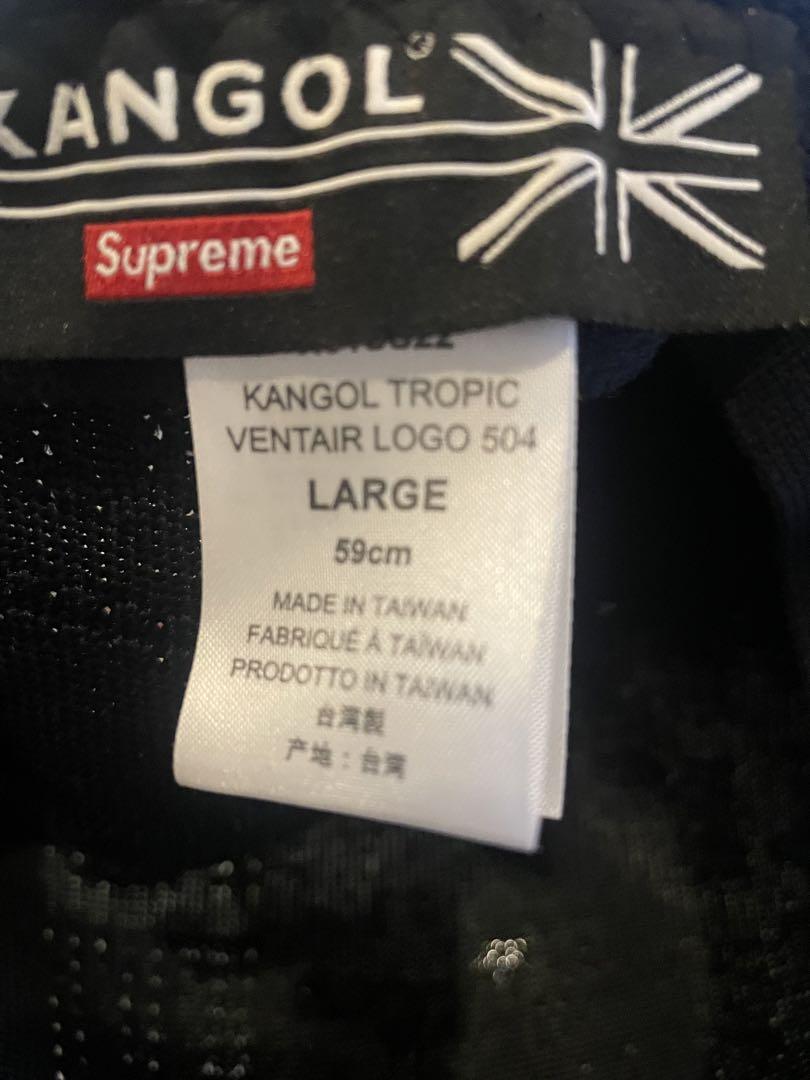 KANGOL®
Supreme
KANGOL TROPIC
VENTAIR LOGO 504
LARGE
59cm
MADE IN TAIWAN
FABRIQUÉ À TAÏWAN
PRODOTTO IN TAIWAN
台湾製
产地：台湾